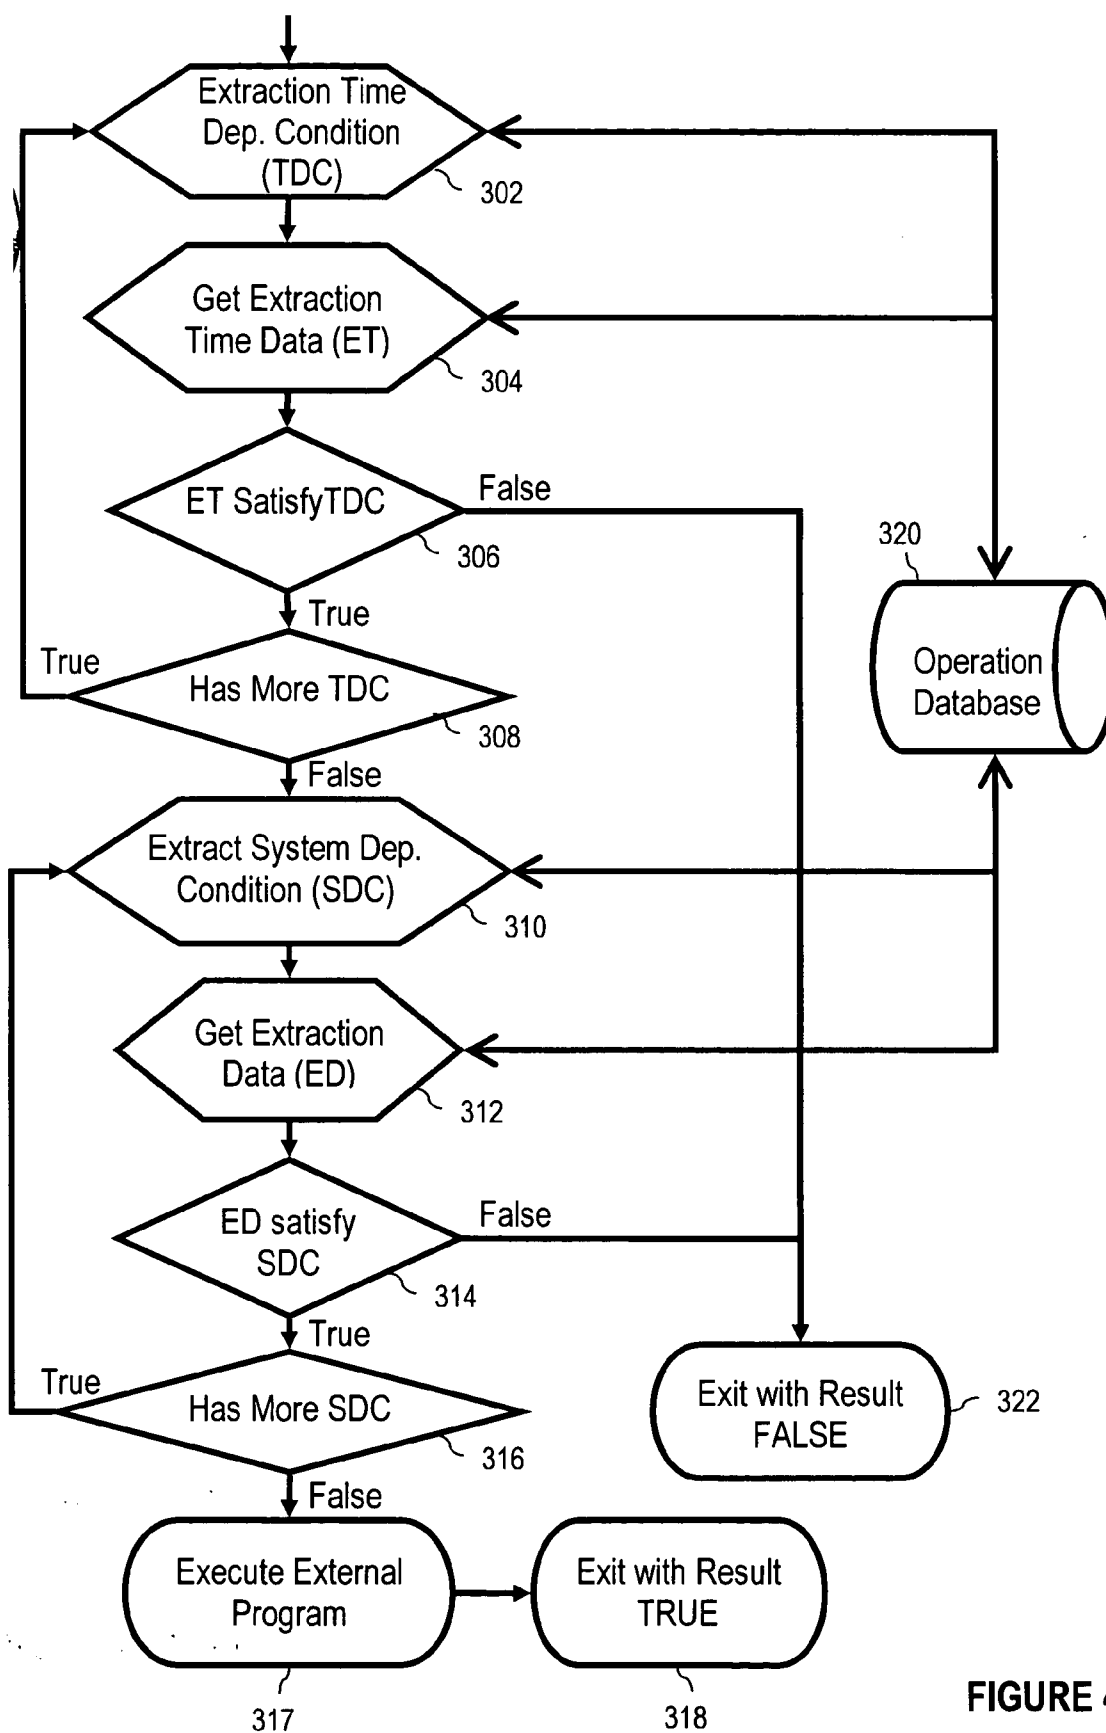 Extraction Time
Dep. Condition
(TDC)
302
Get Extraction
Time Data (ET)
304
ET SatisfyTDC
False
306
True
320
Operation
Database
True
Has More TDC
308
False
Extract System Dep.
Condition (SDC)
310
Get Extraction
Data (ED)
312
ED satisfy
SDC
False
314
True
True
Has More SDC
316
Exit with Result
FALSE
322
False
Execute External
Program
317
Exit with Result
TRUE
318
FIGURE